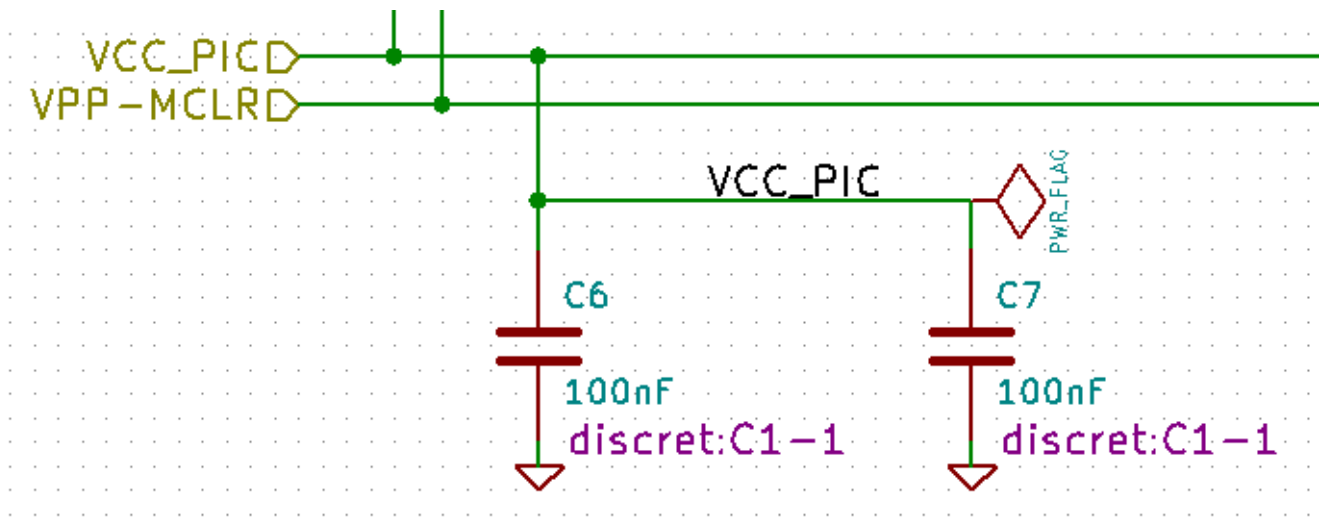 VCC_PIC
VPP-MCLR
VCC_PIC
PWR_FLAG
C6
C7
100nF
100nF
discret:C1-1
discret:C1-1